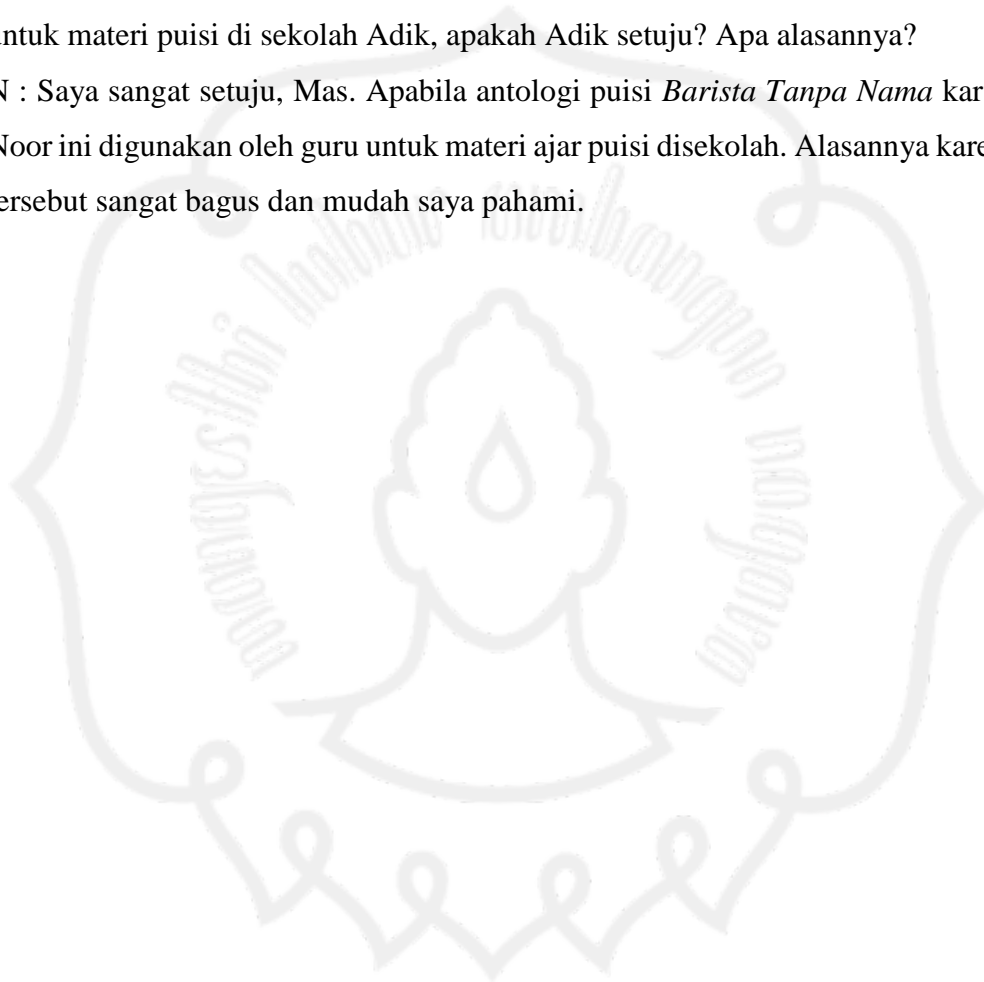 untuk materi puisi di sekolah Adik, apakah Adik setuju? Apa alasannya?
N : Saya sangat setuju, Mas. Apabila antologi puisi Barista Tanpa Nama kar
Noor ini digunakan oleh guru untuk materi ajar puisi disekolah. Alasannya kare
tersebut sangat bagus dan mudah saya pahami.